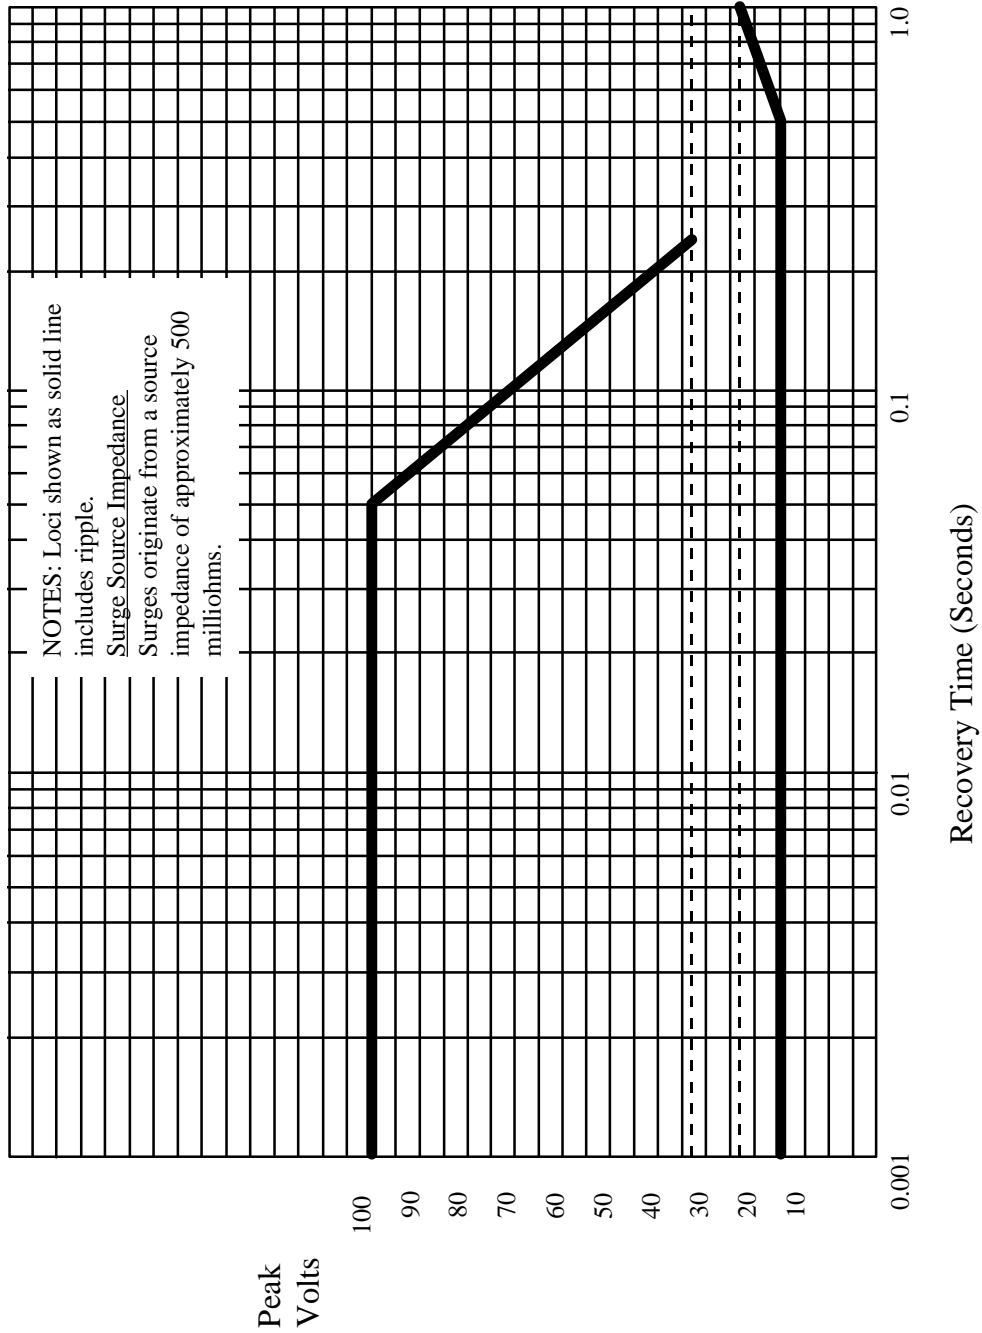 NOTES: Loci shown as solid line
includes ripple.
Surge Source Impedance
Surges originate from a source
impedance of approximately 500
milliohms.
Peak
Volts
100
90
80
70
60
50
40
30
20
10
0.001
0.01
0.1
1.0
Recovery Time (Seconds)